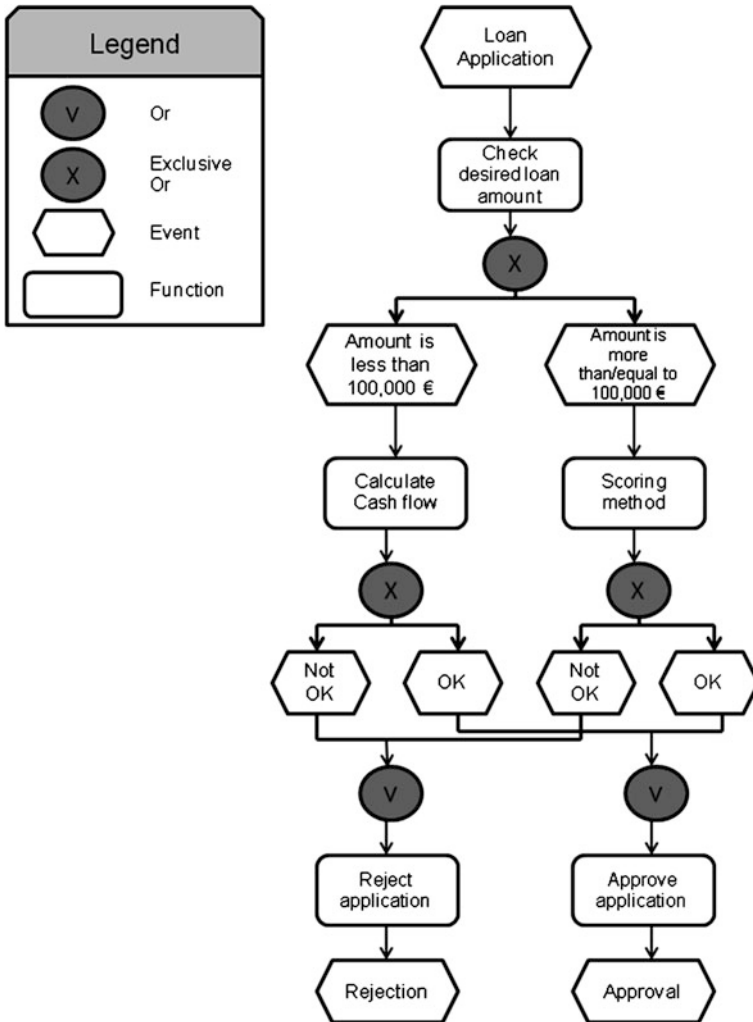 Legend
V
Or
X
Exclusive
Or
Event
Function
Loan
Application
Check
desired loan
amount
X
Amount is
less than
100,000 €
Amount is
more
than/equal to
100,000 €
Calculate
Cash flow
Scoring
method
X
X
Not
OK
OK
Not
OK
OK
V
V
Reject
application
Approve
application
Rejection
Approval